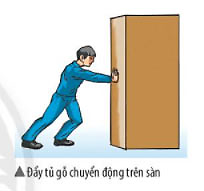 ▲ Đẩy tủ gỗ chuyển động trên sàn